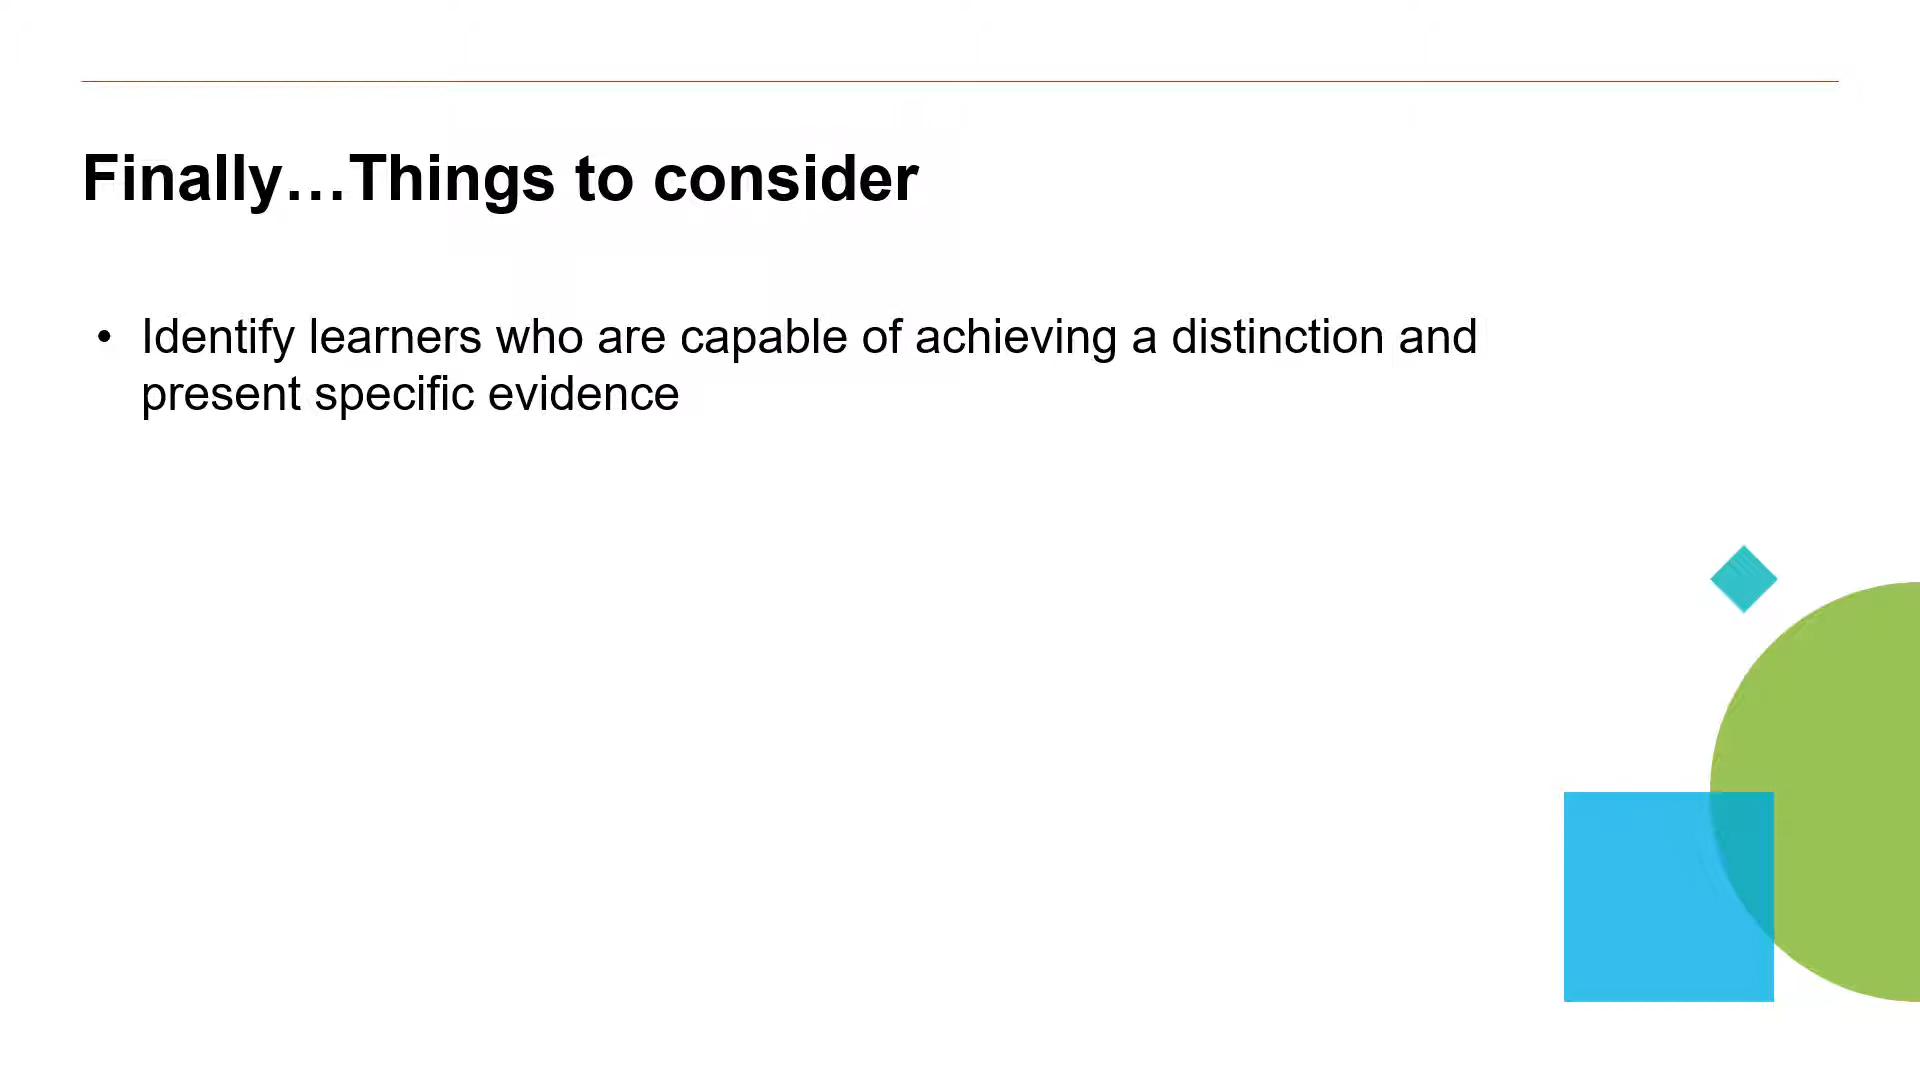 Finally…Things to consider
• Identify learners who are capable of achieving a distinction and
present specific evidence